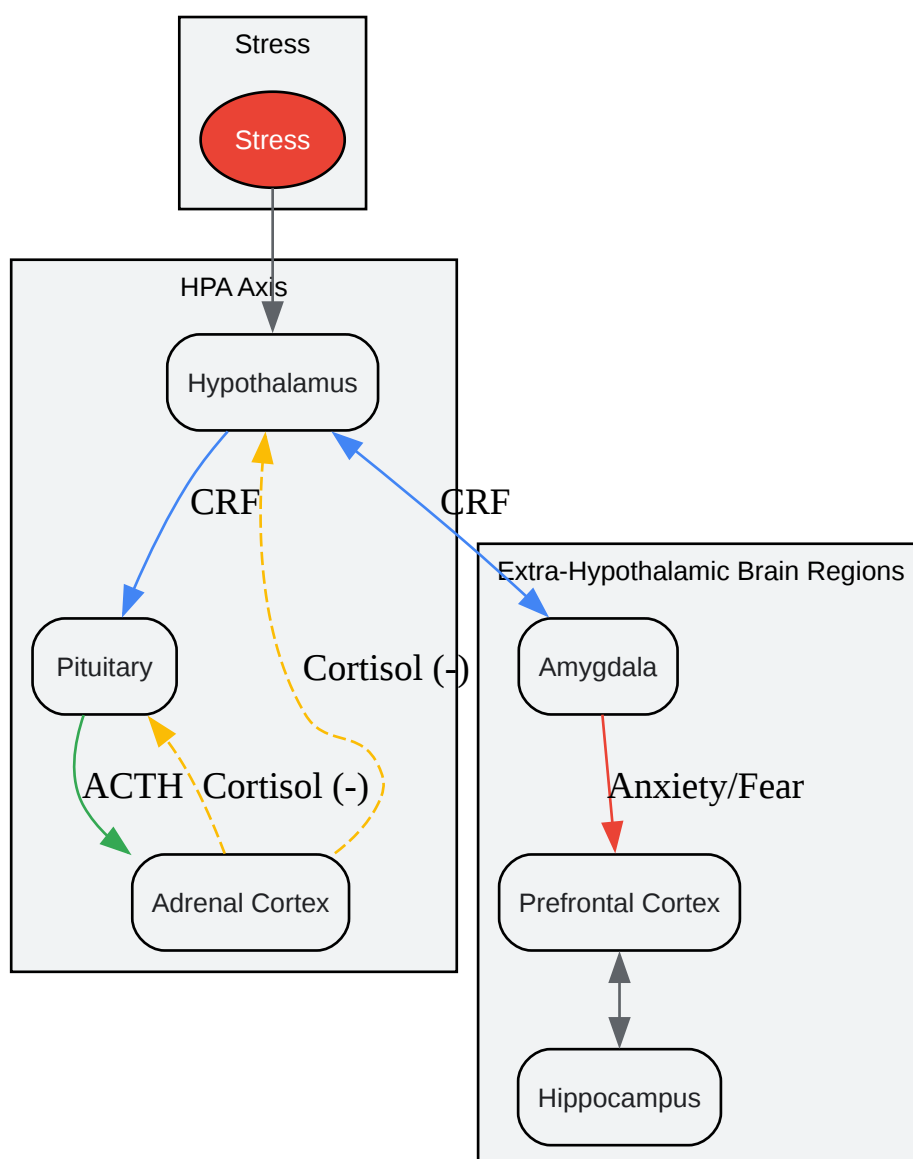 Stress
Stress
HPA Axis
Hypothalamus
CRF
CRF
Extra-Hypothalamic Brain Regions
Pituitary
Cortisol (-)
Amygdala
ACTH
Cortisol (-)
Anxiety/Fear
Adrenal Cortex
Prefrontal Cortex
Hippocampus